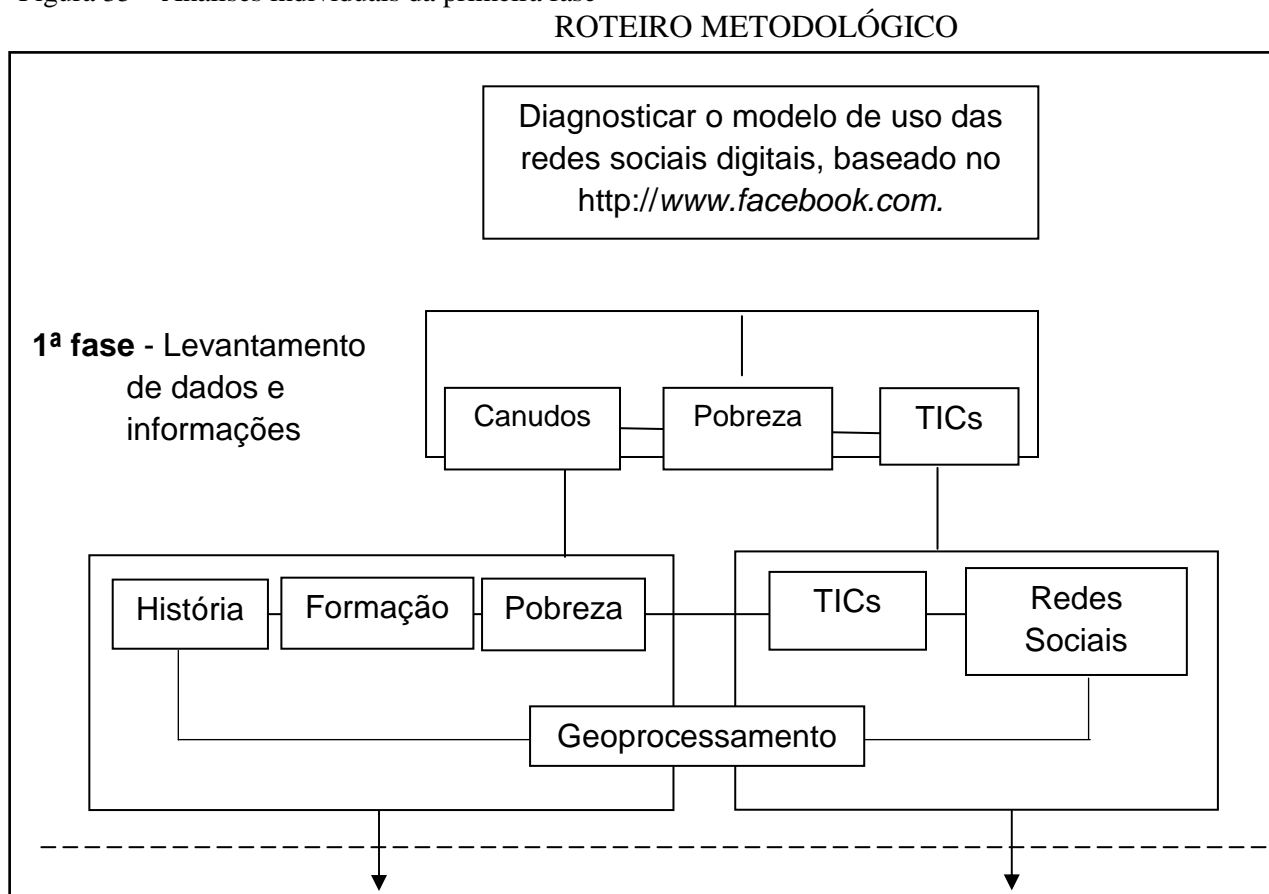 Figura 35 – Análises individuais da primeira fase
ROTEIRO METODOLÓGICO
Diagnosticar o modelo de uso das
redes sociais digitais, baseado no
http://www.facebook.com.
1ª fase - Levantamento
de dados e
informações
Canudos
Pobreza
TICs
História
Formação
Pobreza
TICs
Redes
Sociais
Geoprocessamento